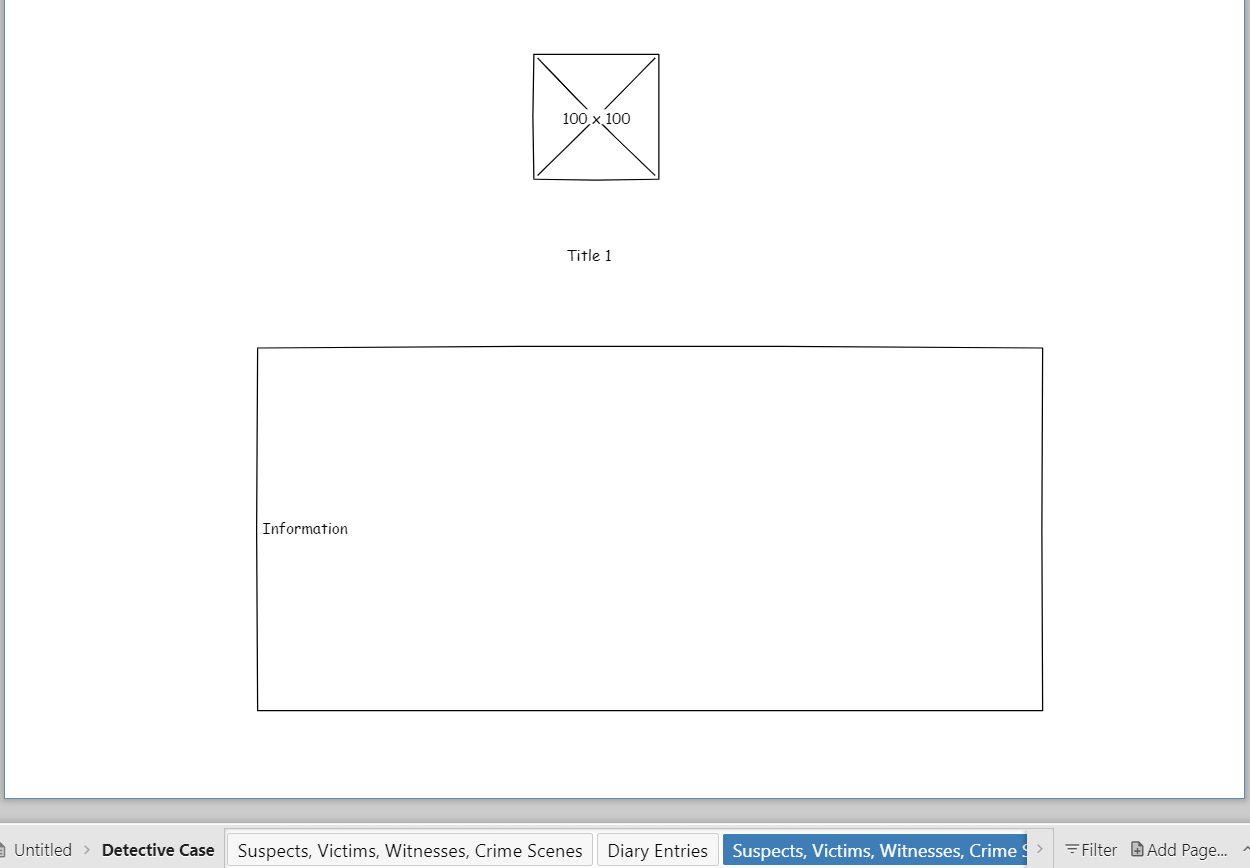 100 x 100
Title 1
Information
Untitled > Detective Case Suspects, Victims, Witnesses, Crime Scenes Diary Entries Suspects, Victims, Witnesses, Crime Filter Add Page...